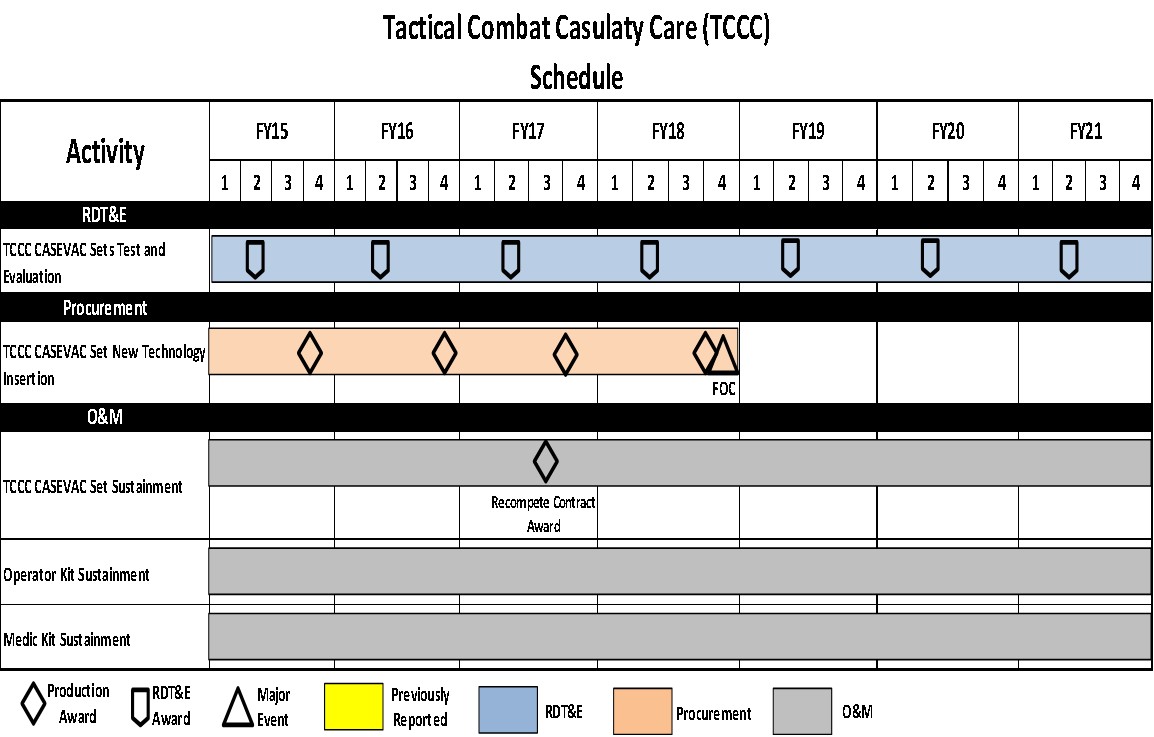 Tactical Combat Casulaty Care (TCCC)
Schedule
Activity
FY15 FY16 FY17 FY18 FY19 FY20 FY21
1 2 3 4 1 2 3 4 1 2 3 4 1 2 3 4 1 2 3 4 1 2 3 4 1 2 3 4
RDT&E
TCCC CASEVAC Sets Test and
Evaluation
Procurement
TCCC CASEVAC Set New Technology
Insertion
FOC
O&M
TCCC CASEVAC Set Sustainment
Recompete Contract
Award
Operator Kit Sustainment
Medic Kit Sustainment
Production
Award
RDT&E
Award
Major
Event
Previously
Reported
RDT&E
Procurement
O&M